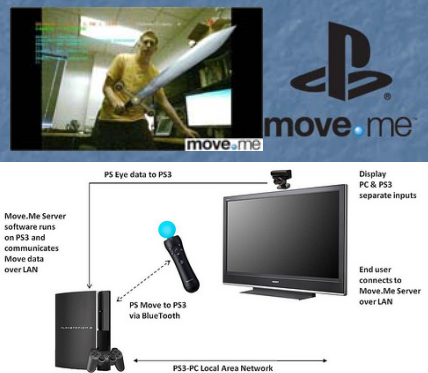 move.me
move.me™
PS Eye data to PS3
Display
PC & PS3
separate inputs
Move.Me Server
software runs
on PS3 and
communicates
Move data
over LAN
PS Move to PS3
via BlueTooth
End user
connects to
Move.Me Server
over LAN
PS3-PC Local Area Network